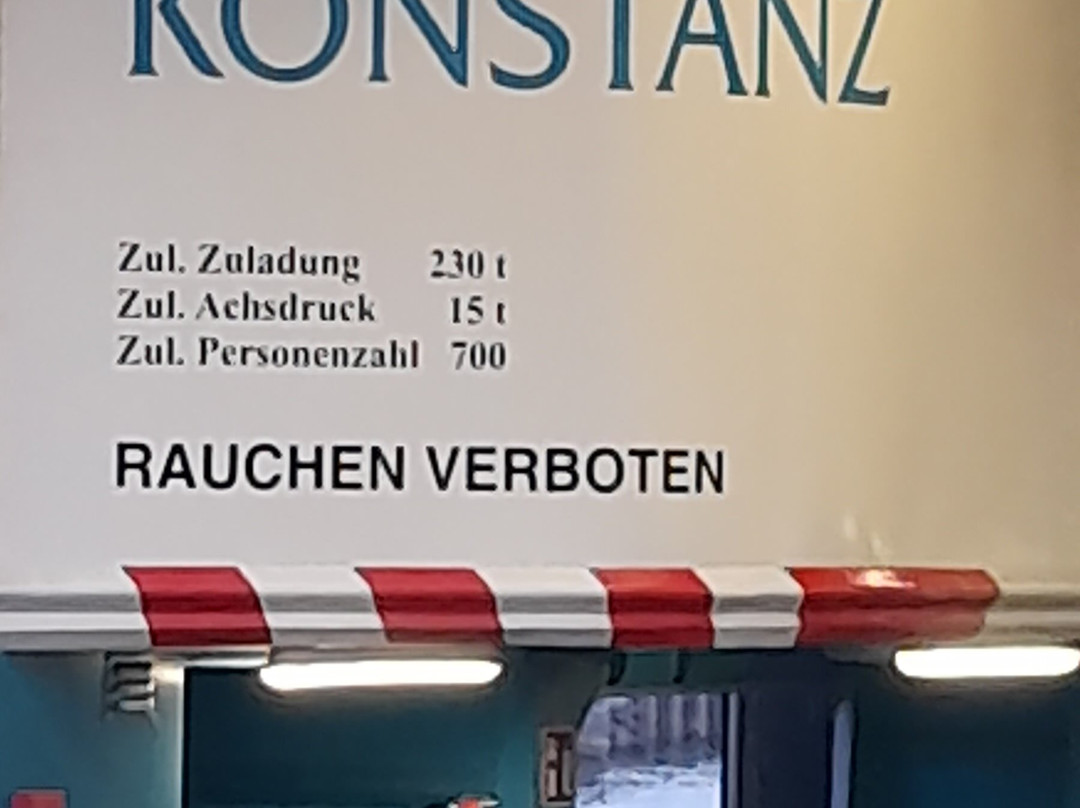 KONSTANZ
Zul. Zuladung 230 t
Zul. Achsdruck 15 t
Zul. Personenzahl 700
RAUCHEN VERBOTEN